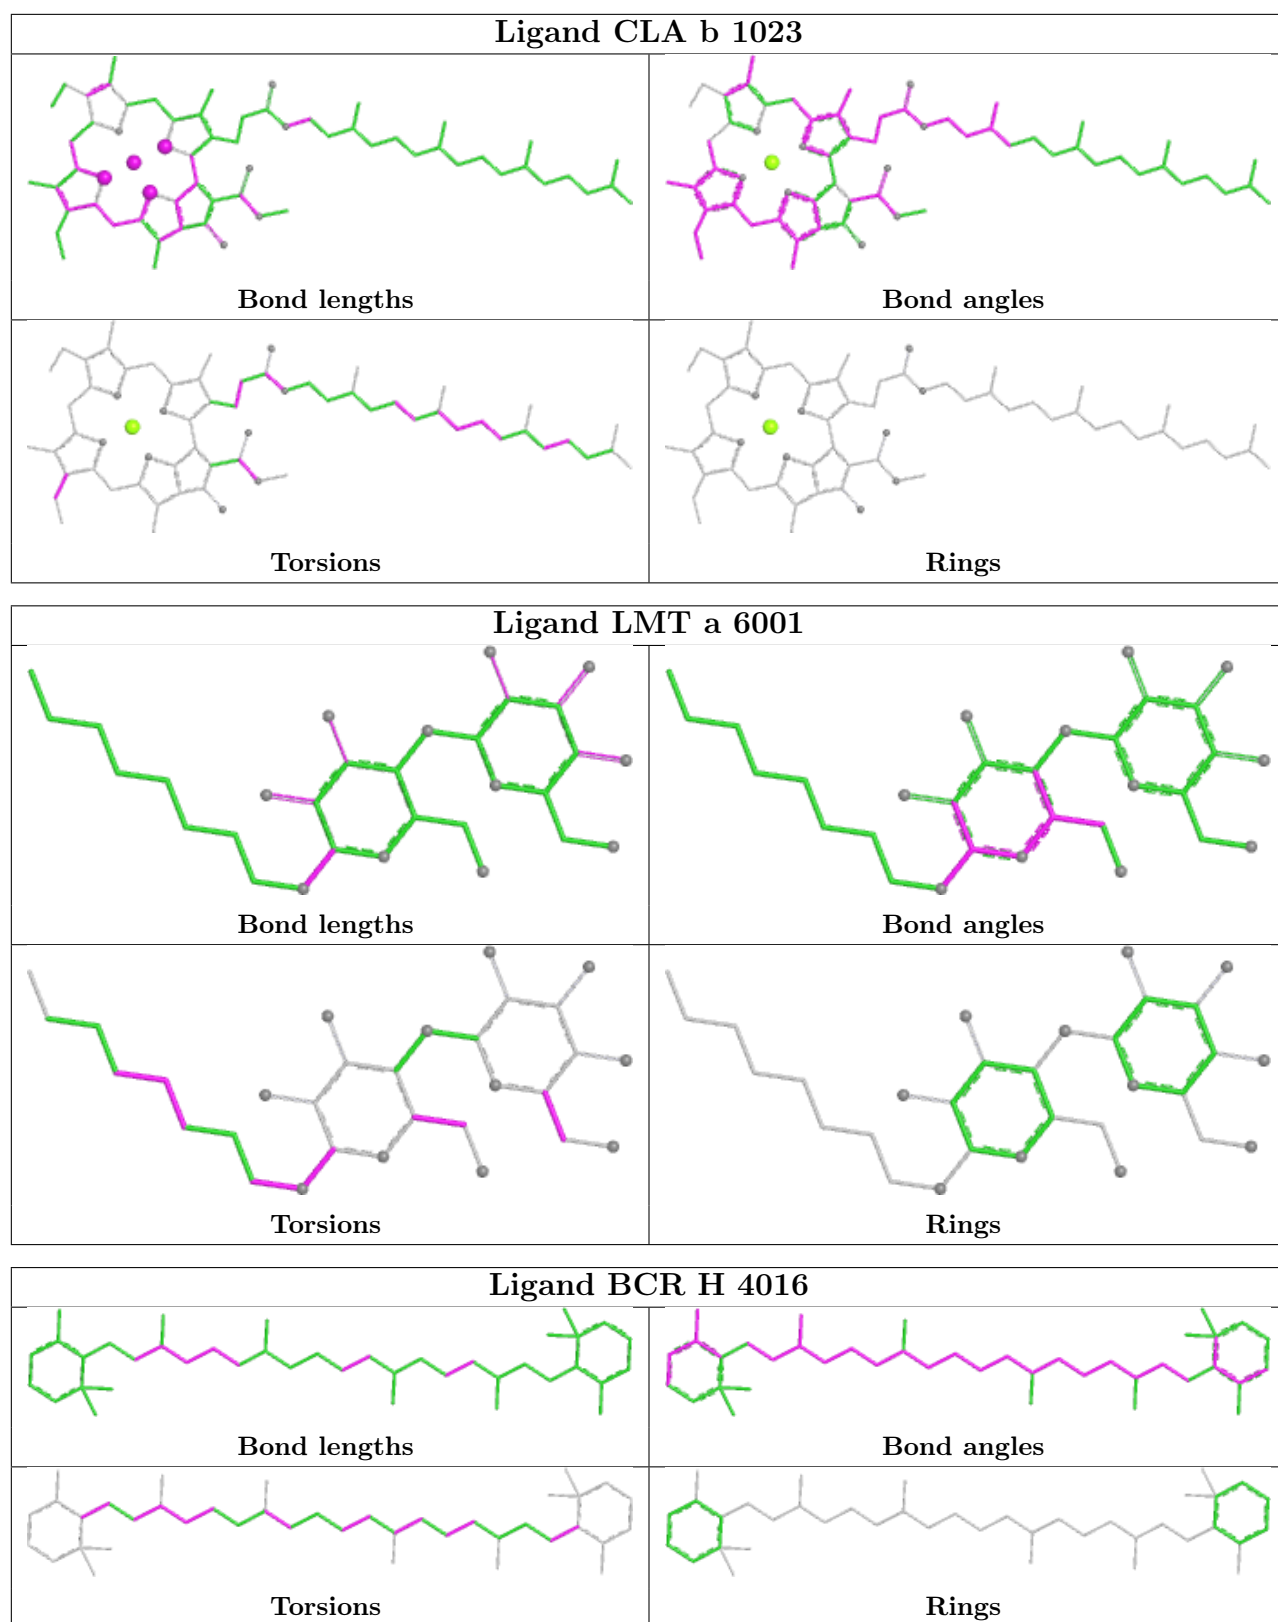 Ligand CLA b 1023
Bond lengths
Bond angles
Torsions
Rings
Ligand LMT a 6001
Bond lengths
Bond angles
Torsions
Rings
Ligand BCR H 4016
Bond lengths
Bond angles
Torsions
Rings